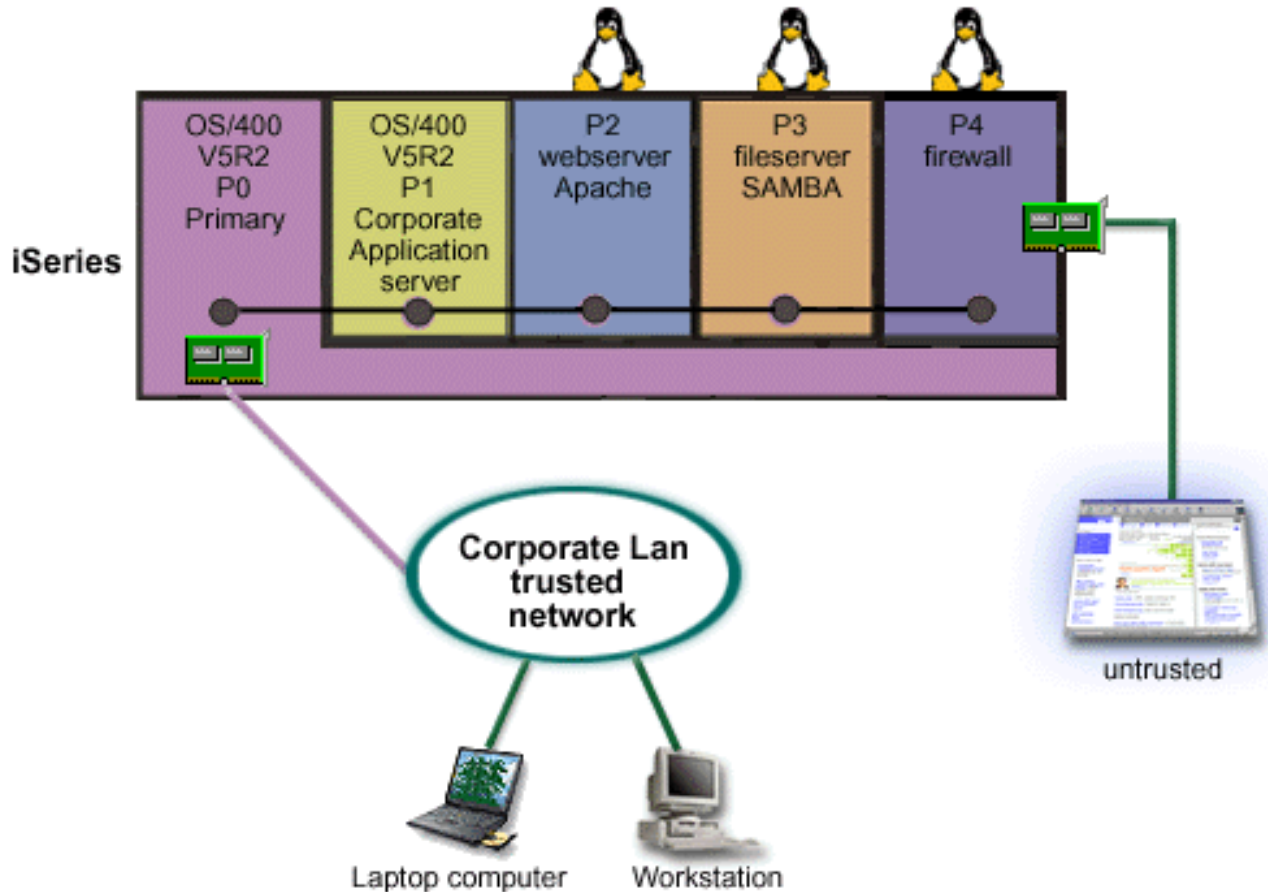 iSeries
OS/400
V5R2
P0
Primary
OS/400
V5R2
P1
Corporate
Application
server
P2
webserver
Apache
P3
fileserver
SAMBA
P4
firewall
Corporate Lan
trusted
network
untrusted
Laptop computer
Workstation